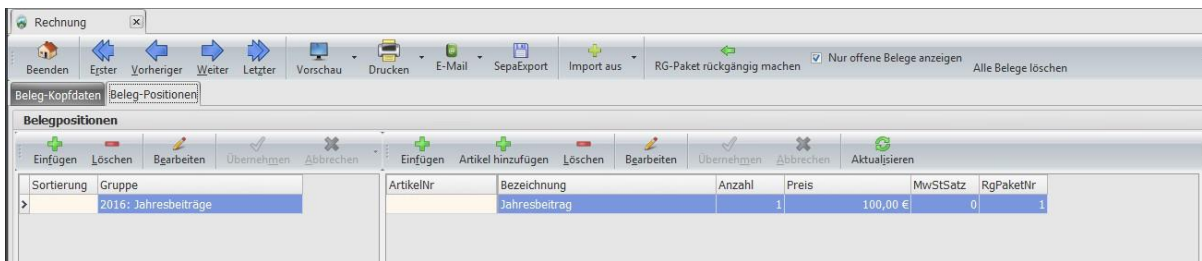 Rechnung
Beenden Erster Vorheriger Weiter Letzter Vorschau Drucken E-Mail SepaExport Import aus RG-Paket rückgängig machen Nur offene Belege anzeigen Alle Belege löschen
Beleg-Kopfdaten Beleg-Positionen
Belegpositionen
Einfügen Löschen Bearbeiten Übernehmen Abbrechen Einfügen Artikel hinzufügen Löschen Bearbeiten Übernehmen Abbrechen Aktualisieren
Sortierung Gruppe ArtikelNr Bezeichnung Anzahl Preis MwStSatz RgPaketNr
2016: Jahresbeiträge Jahresbeitrag 1 100,00 € 0 1